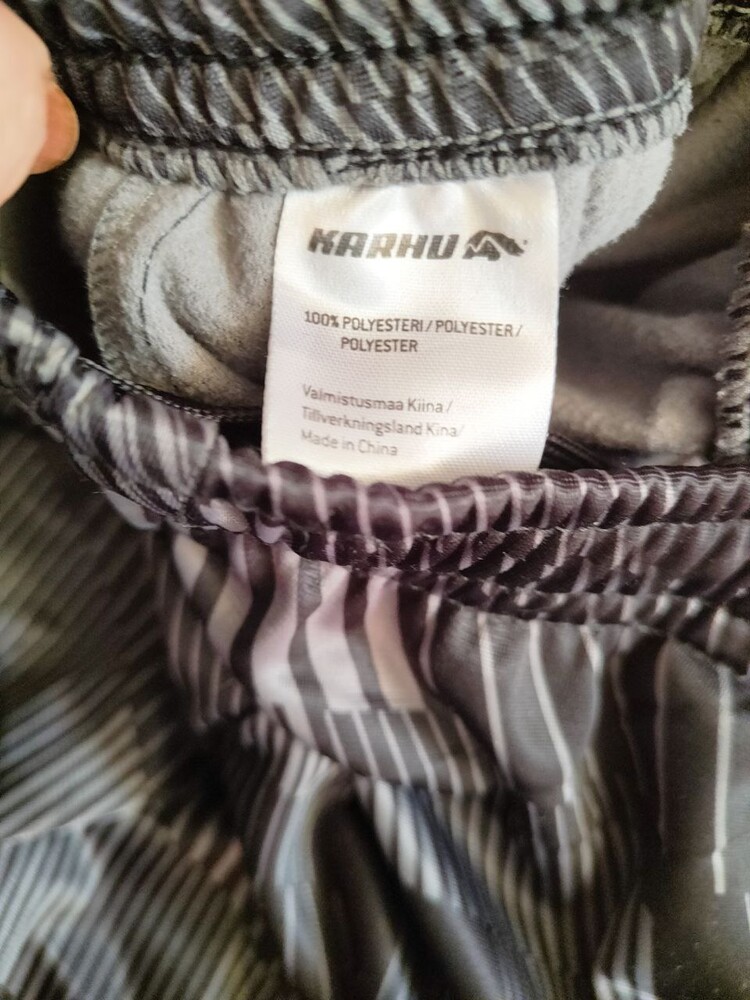 KARHU
100% POLYESTERI / POLYESTER /
POLYESTER
Valmistusmaa Kiina /
Tillverkningsland Kina/
Made in China